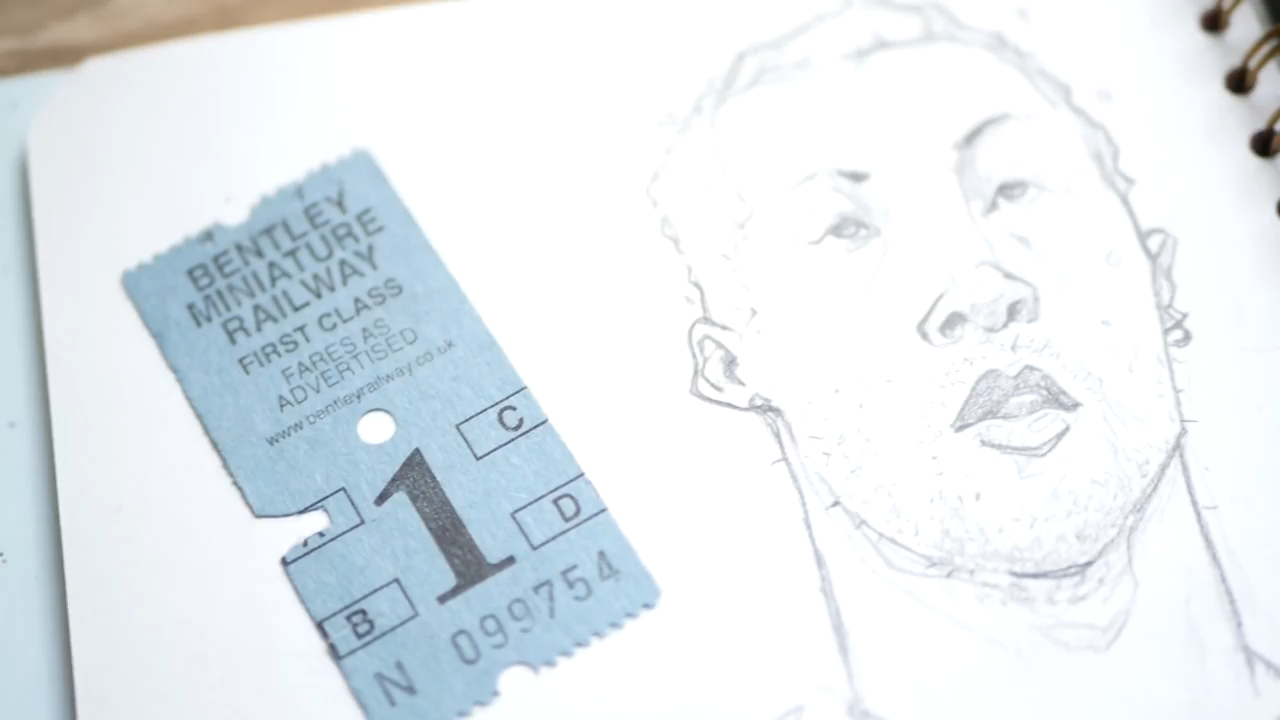 BENTLEY
MINIATURE
RAILWAY
FIRST CLASS
FARES AS
ADVERTISED
www.bentleyrailway.co.uk
C
1
D
B
N 099754